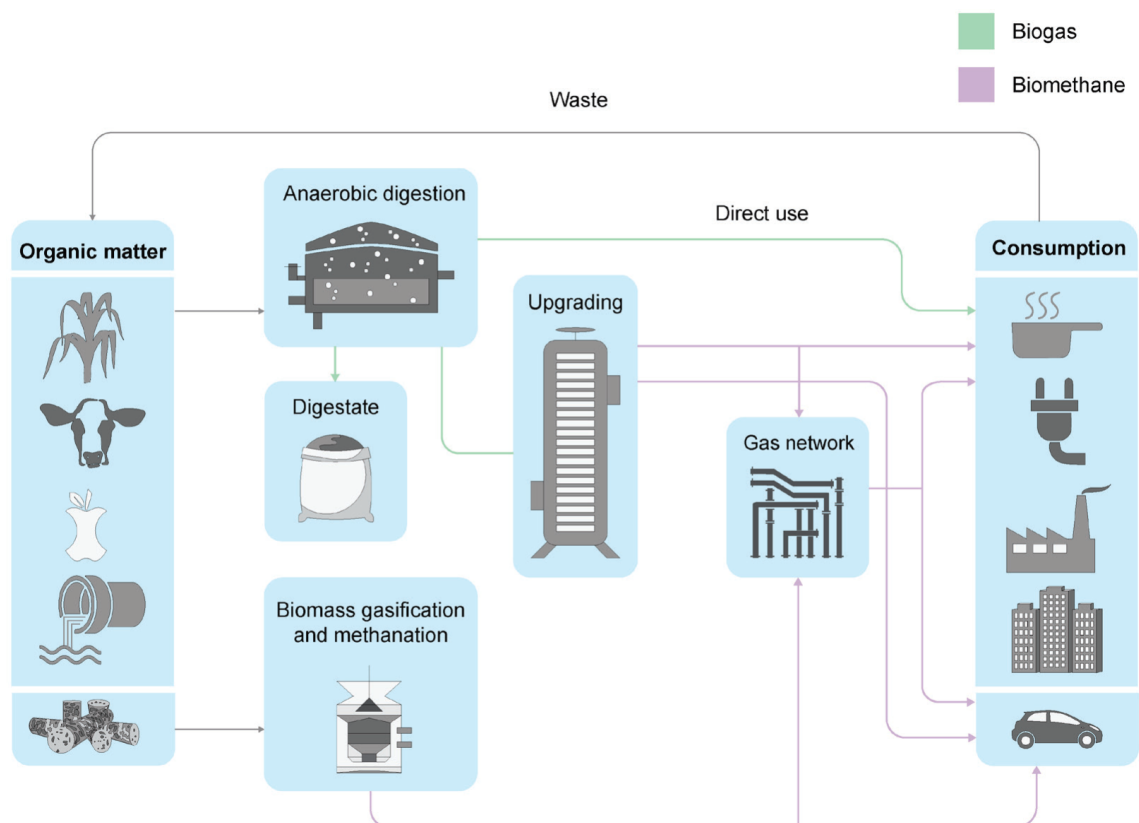 Biogas
Biomethane
Waste
Anaerobic digestion
Direct use
Organic matter
Consumption
Upgrading
Digestate
Gas network
Biomass gasification
and methanation